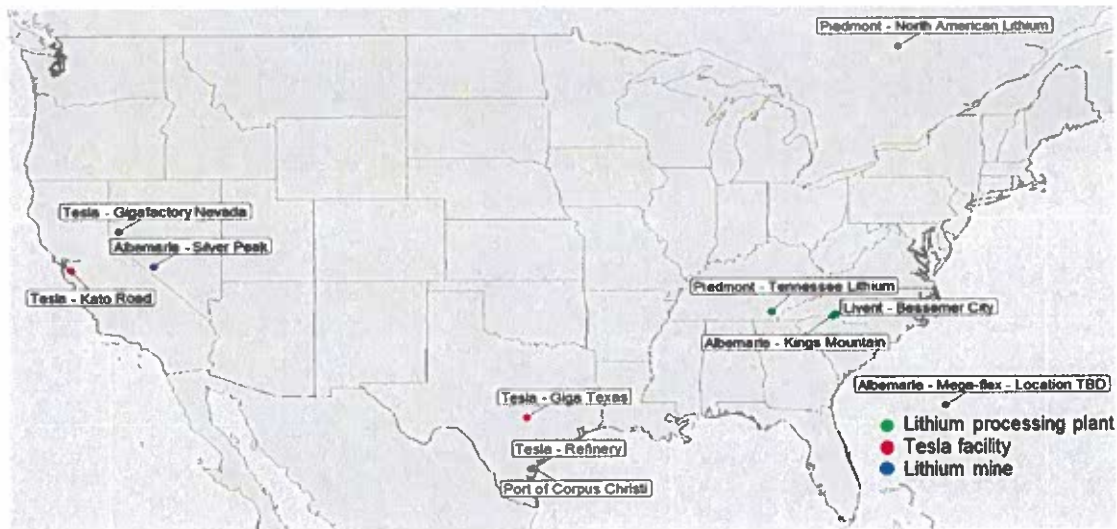 Piedmont - North American Lithium
Tesla - Gigafactory Nevada
Albemarle - Silver Peak
Tesla - Kato Road
Piedmont - Tennessee Lithium
Livent - Bessemer City
Albemarle - Kings Mountain
Albemarle - Mega-flex - Location TBD
Tesla - Giga Texas
Lithium processing plant
Tesla facility
Tesla - Refinery
Lithium mine
Port of Corpus Christi